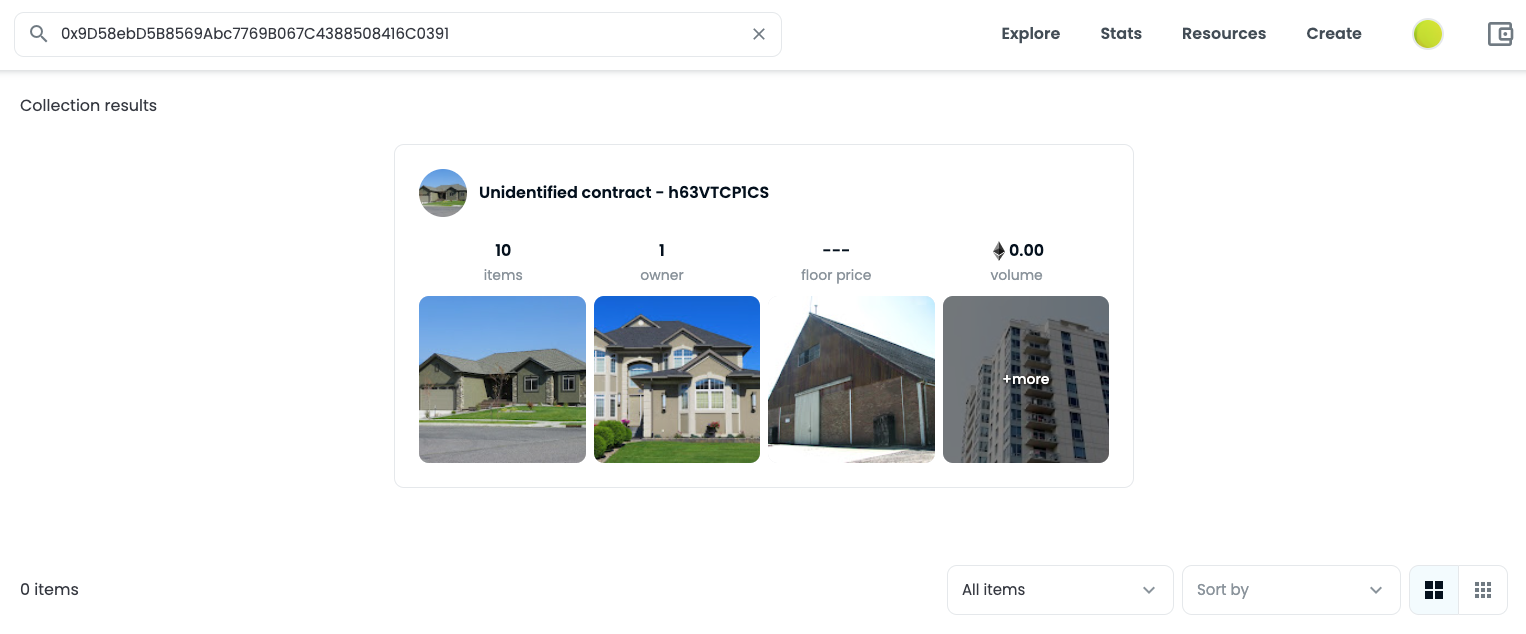 0x9D58ebD5B8569Abc7769B067C4388508416C0391
Explore Stats Resources Create
Collection results
Unidentified contract - h63VTCP1CS
10 1 --- 0.00
items owner floor price volume
+more
0 items All items Sort by